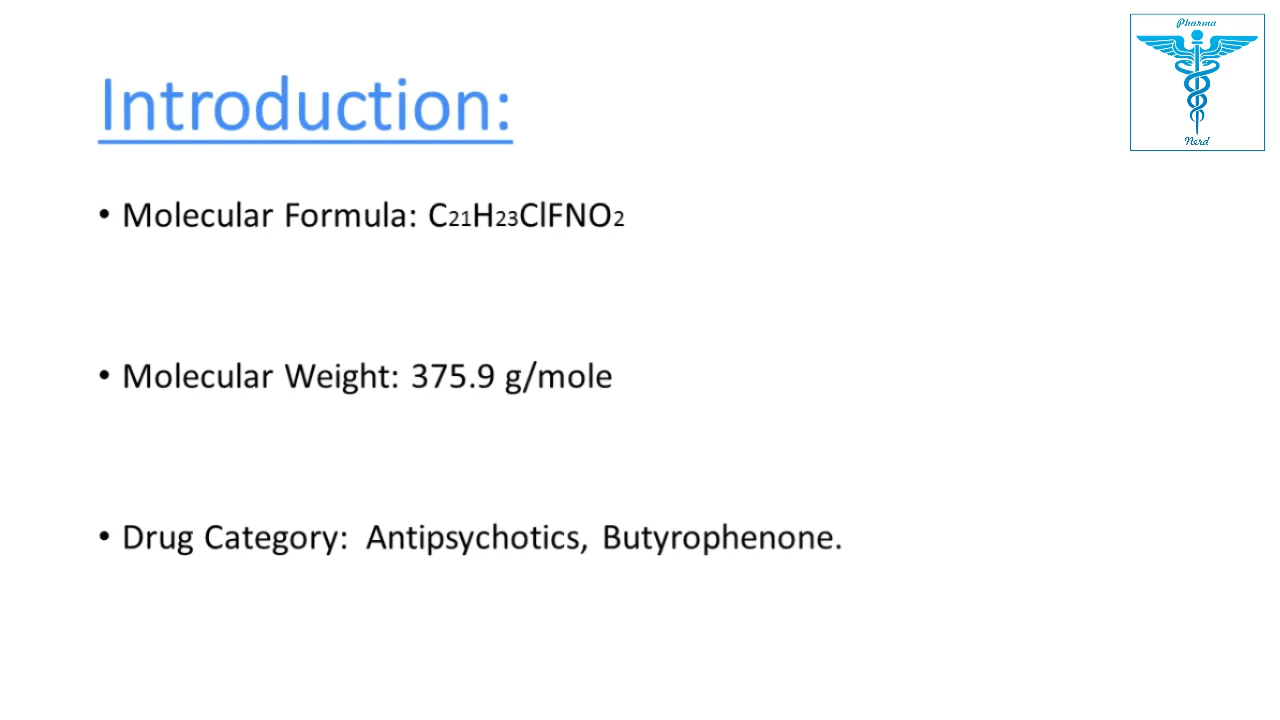 Pharma
Nerd
Introduction:
• Molecular Formula: C21H23ClFNO2
• Molecular Weight: 375.9 g/mole
• Drug Category: Antipsychotics, Butyrophenone.